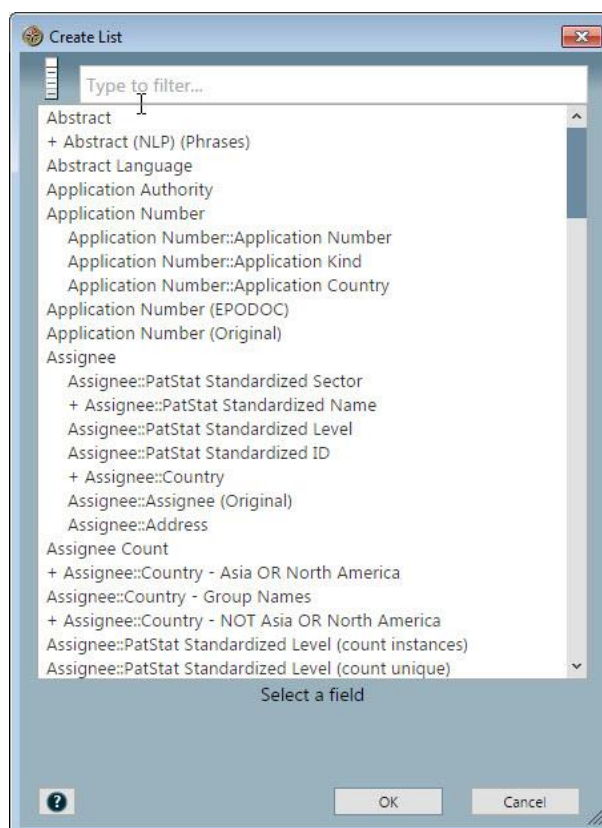 Create List
Type to filter...
Abstract
+ Abstract (NLP) (Phrases)
Abstract Language
Application Authority
Application Number
Application Number::Application Number
Application Number::Application Kind
Application Number::Application Country
Application Number (EPODOC)
Application Number (Original)
Assignee
Assignee::PatStat Standardized Sector
+ Assignee::PatStat Standardized Name
Assignee::PatStat Standardized Level
Assignee::PatStat Standardized ID
+ Assignee::Country
Assignee::Assignee (Original)
Assignee::Address
Assignee Count
+ Assignee::Country - Asia OR North America
Assignee::Country - Group Names
+ Assignee::Country - NOT Asia OR North America
Assignee::PatStat Standardized Level (count instances)
Assignee::PatStat Standardized Level (count unique)
Select a field
? OK Cancel